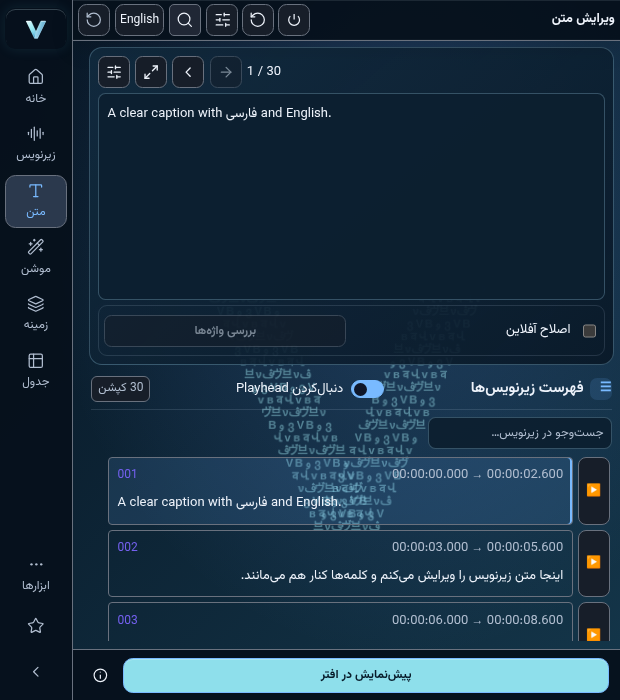 English
ویرایش متن
خانه
زیرنویس
متن
موشن
زمینه
جدول
ابزارها
1 / 30
A clear caption with فارسی and English.
بررسی واژه‌ها
اصلاح آفلاین
30 کپشن
دنبال‌کردن Playhead
فهرست زیرنویس‌ها
جست‌وجو در زیرنویس...
001
00:00:00.000 → 00:00:02.600
A clear caption with فارسی and English.
002
00:00:03.000 → 00:00:05.600
اینجا متن زیرنویس را ویرایش می‌کنم و کلمه‌ها کنار هم می‌مانند.
003
00:00:06.000 → 00:00:08.600
پیش‌نمایش در افتر